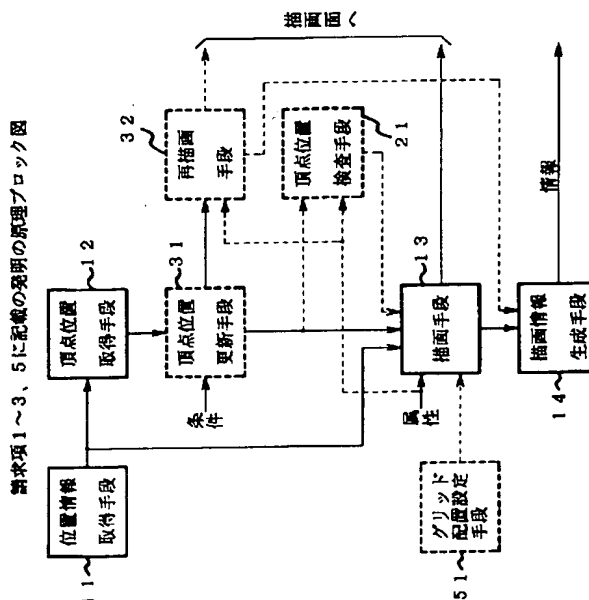 請求項1～3、5に記載の発明の原理ブロック図
位置情報
取得手段
頂点位置
取得手段
12
頂点位置
更新手段
31
条件
再描画
手段
32
頂点位置
検査手段
21
描画面へ
描画手段
13
属性
グリッド
配置設定
手段
51
描画情報
生成手段
14
情報